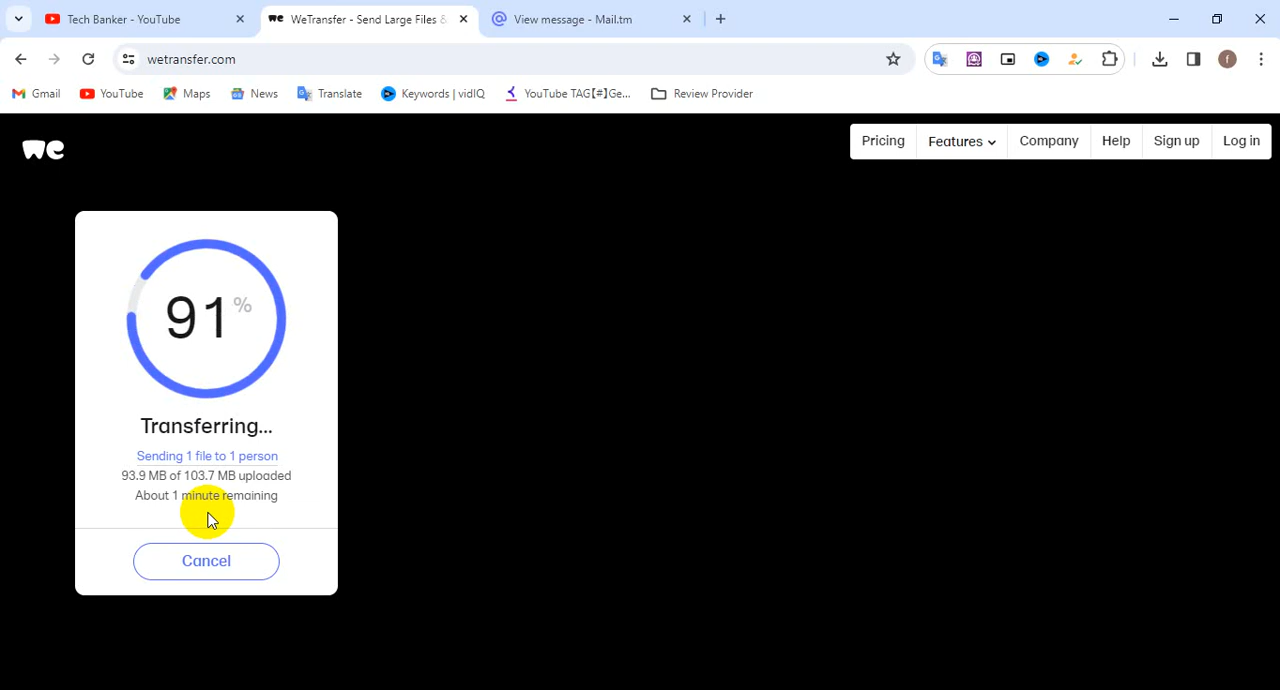 Tech Banker - YouTube
WeTransfer - Send Large Files &
View message - Mail.tm
wetransfer.com
f
Gmail
YouTube
Maps
News
Translate
Keywords | vidIQ
YouTube TAG【#】Ge...
Review Provider
we
Pricing
Features
Company
Help
Sign up
Log in
91 %
Transferring...
Sending 1 file to 1 person
93.9 MB of 103.7 MB uploaded
About 1 minute remaining
Cancel